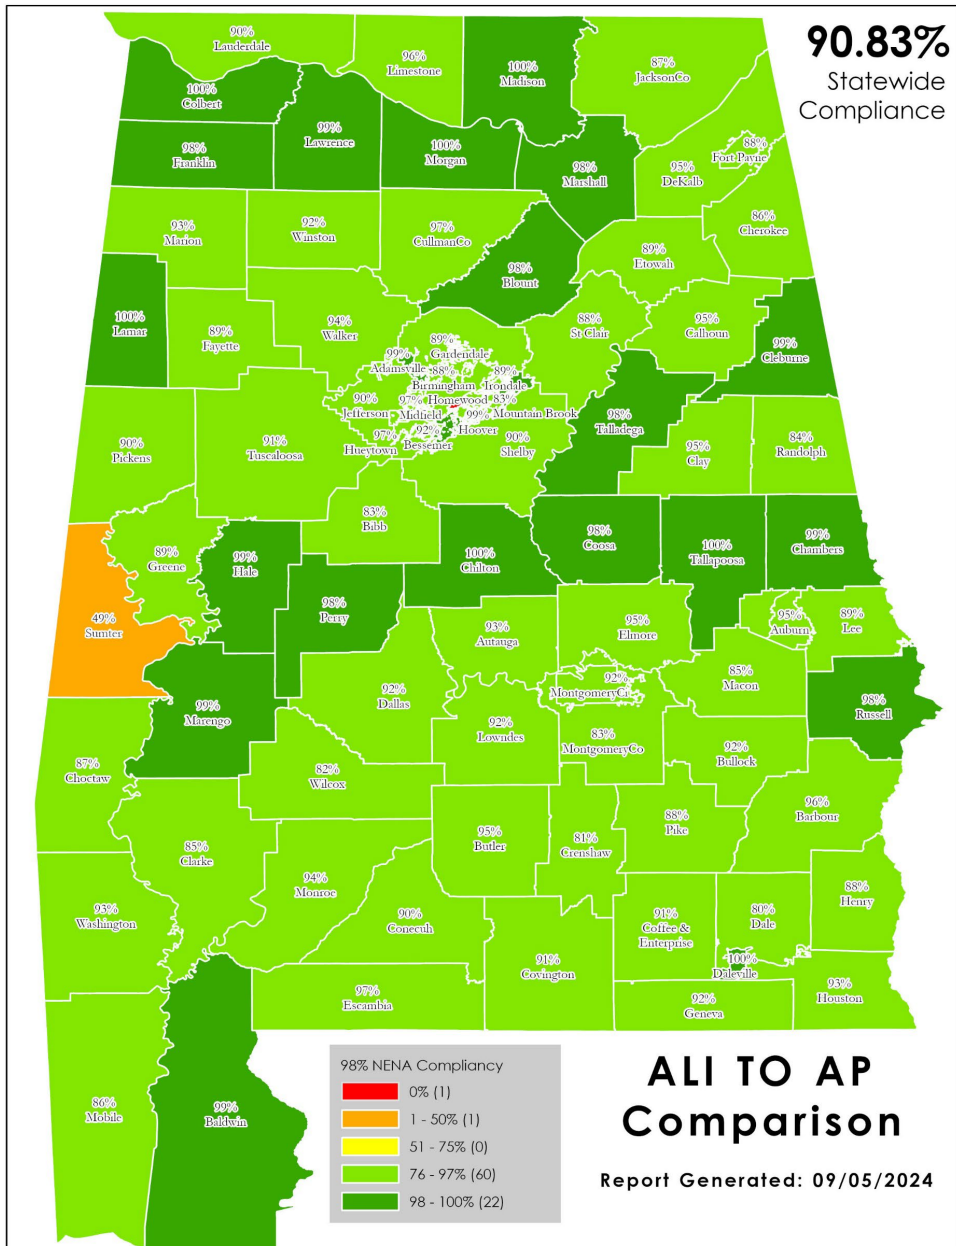 90.83%
Statewide
Compliance
90%
Lauderdale
96%
Limestone
100%
Madison
87%
JacksonCo
100%
Colbert
99%
Lawrence
98%
Franklin
100%
Morgan
98%
Marshall
88%
Fort Payne
95%
DeKalb
86%
Cherokee
93%
Marion
92%
Winston
97%
CullmanCo
89%
Etowah
98%
Blount
100%
Lamar
89%
Fayette
94%
Walker
88%
St Clair
95%
Calhoun
99%
Cleburne
89%
Gardendale
99%
Adamsville
88%
Birmingham
89%
Irondale
90%
Jefferson
97%
Midfield
Homewood
83%
Mountain Brook
99%
Hoover
97%
Hueytown
92%
Bessemer
90%
Shelby
98%
Talladega
95%
Clay
84%
Randolph
90%
Pickens
91%
Tuscaloosa
83%
Bibb
89%
Greene
99%
Hale
100%
Chilton
98%
Coosa
100%
Tallapoosa
99%
Chambers
49%
Sumter
98%
Perry
93%
Autauga
95%
Elmore
95%
Auburn
89%
Lee
99%
Marengo
92%
Dallas
92%
Lowndes
92%
MontgomeryCi
85%
Macon
98%
Russell
87%
Choctaw
82%
Wilcox
83%
MontgomeryCo
92%
Bullock
85%
Clarke
95%
Butler
81%
Crenshaw
88%
Pike
96%
Barbour
93%
Washington
94%
Monroe
90%
Conecuh
91%
Covington
91%
Coffee &
Enterprise
80%
Dale
88%
Henry
100%
Daleville
97%
Escambia
92%
Geneva
93%
Houston
86%
Mobile
99%
Baldwin
98% NENA Compliancy
0% (1)
1 - 50% (1)
51 - 75% (0)
76 - 97% (60)
98 - 100% (22)
ALI TO AP
Comparison
Report Generated: 09/05/2024